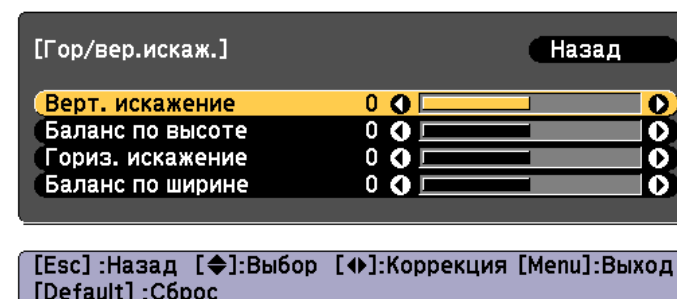 [Гор/вер.искаж.] Назад
Верт. искажение 0
Баланс по высоте 0
Гориз. искажение 0
Баланс по ширине 0
[Esc] :Назад [◆]:Выбор [◀▶]:Коррекция [Menu]:Выход
[Default] :Сброс